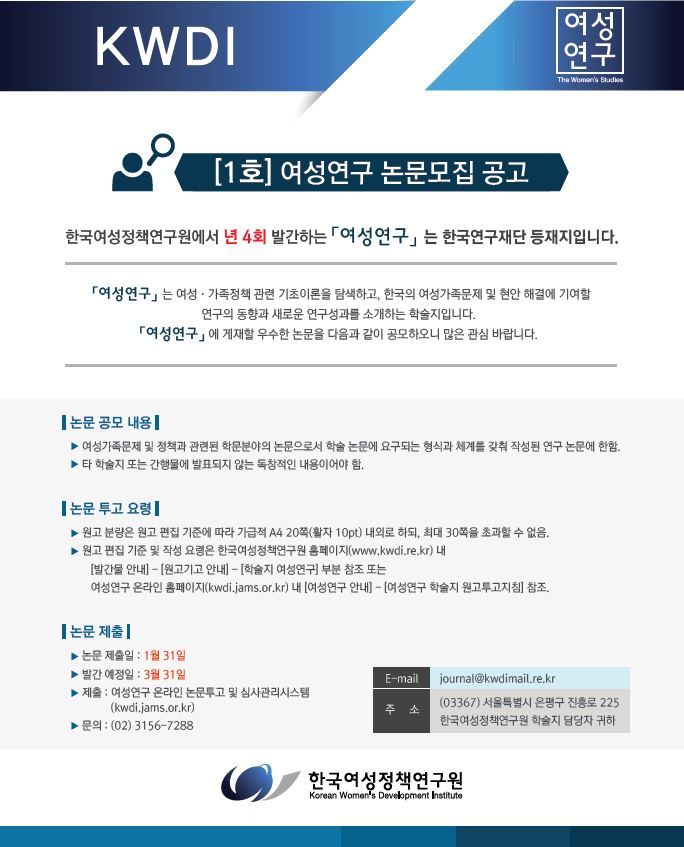 KWDI
여성
연구
The Women's Studies
[1호] 여성연구 논문모집 공고
한국여성정책연구원에서 년 4회 발간하는 「여성연구」 는 한국연구재단 등재지입니다.
「여성연구」 는 여성 · 가족정책 관련 기초이론을 탐색하고, 한국의 여성가족문제 및 현안 해결에 기여할
연구의 동향과 새로운 연구성과를 소개하는 학술지입니다.
「여성연구」 에 게재할 우수한 논문을 다음과 같이 공모하오니 많은 관심 바랍니다.
논문 공모 내용
▶ 여성가족문제 및 정책과 관련된 학문분야의 논문으로서 학술 논문에 요구되는 형식과 체계를 갖춰 작성된 연구 논문에 한함.
▶ 타 학술지 또는 간행물에 발표되지 않는 독창적인 내용이어야 함.
논문 투고 요령
▶ 원고 분량은 원고 편집 기준에 따라 가급적 A4 20쪽(활자 10pt) 내외로 하되, 최대 30쪽을 초과할 수 없음.
▶ 원고 편집 기준 및 작성 요령은 한국여성정책연구원 홈페이지(www.kwdi.re.kr) 내
[발간물 안내] - [원고기고 안내] - [학술지 여성연구] 부분 참조 또는
여성연구 온라인 홈페이지(kwdi.jams.or.kr) 내 [여성연구 안내] - [여성연구 학술지 원고투고지침] 참조.
논문 제출
▶ 논문 제출일 : 1월 31일
▶ 발간 예정일 : 3월 31일
▶ 제출 : 여성연구 온라인 논문투고 및 심사관리시스템
(kwdi.jams.or.kr)
▶ 문의 : (02) 3156-7288
E-mail journal@kwdimail.re.kr
주 소 (03367) 서울특별시 은평구 진흥로 225
한국여성정책연구원 학술지 담당자 귀하
한국여성정책연구원
Korean Women's Development Institute